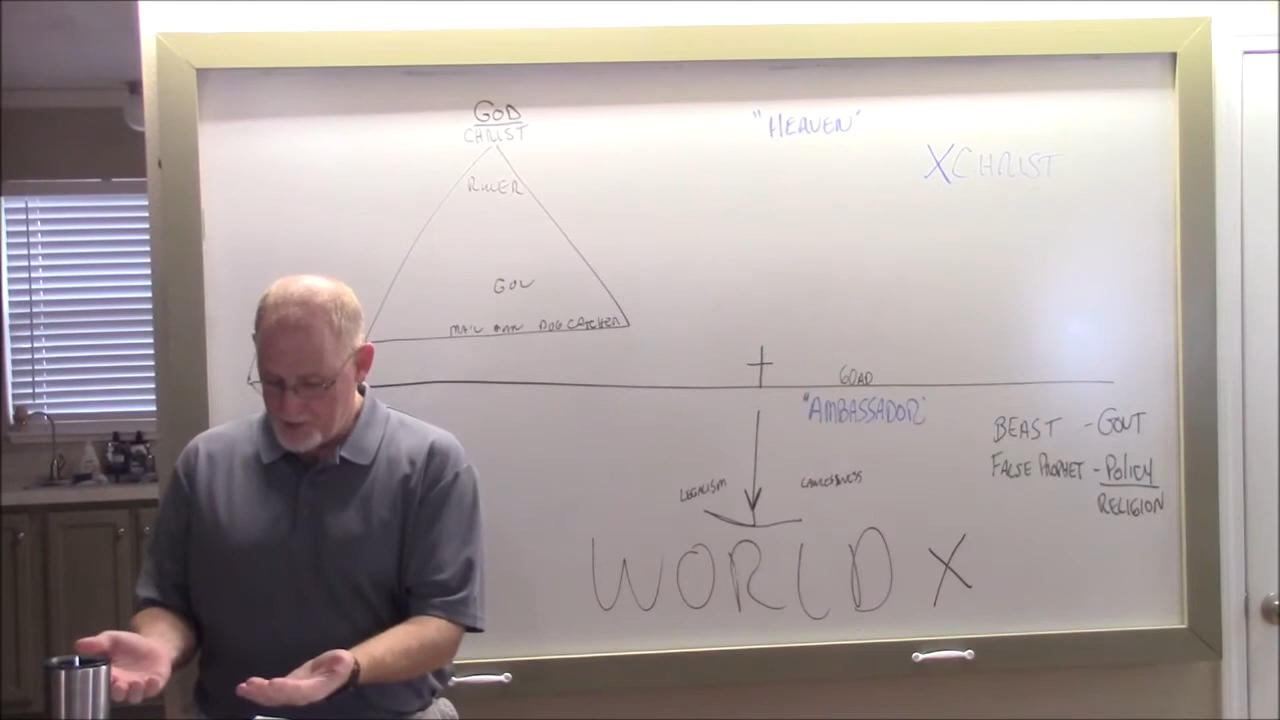 GOD
CHRIST
RULER
GOV
MAIL MAN DOG CATCHER
"HEAVEN"
XCHRIST
GOAD
"AMBASSADOR"
LEGALISM
LAWLESSNESS
WORLD X
BEAST - GOVT
FALSE PROPHET - POLICY
RELIGION